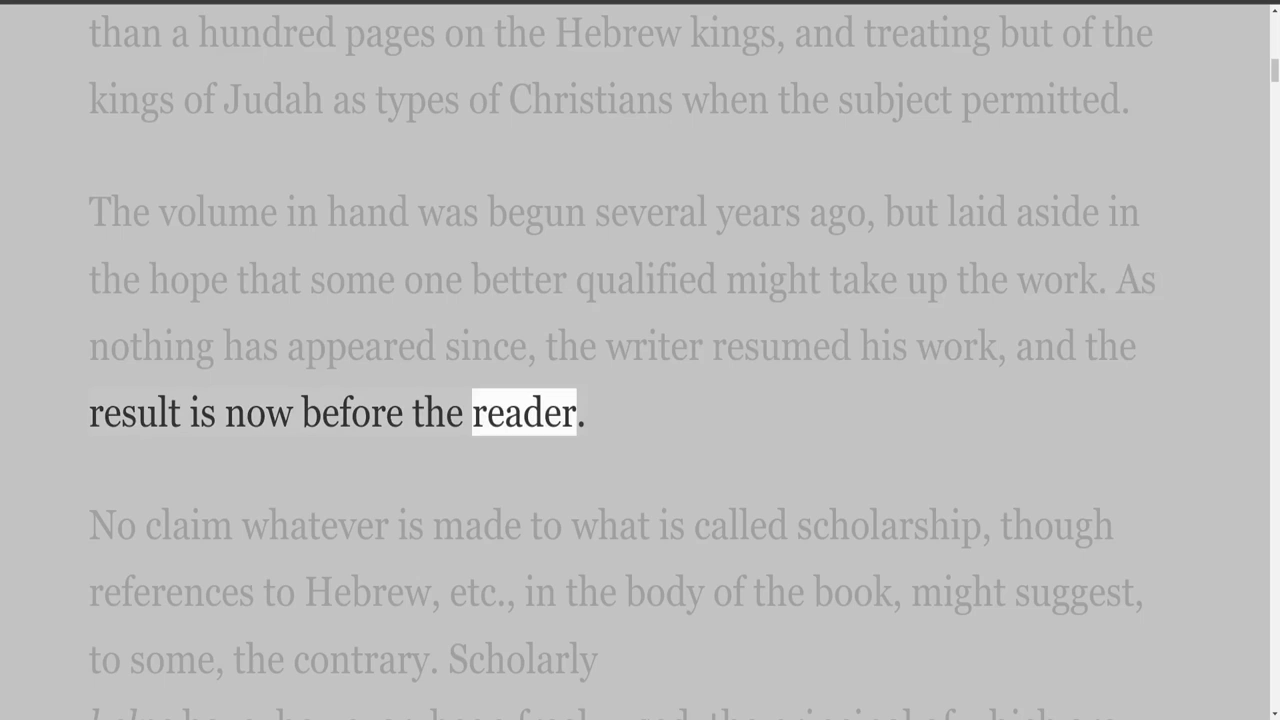 than a hundred pages on the Hebrew kings, and treating but of the
kings of Judah as types of Christians when the subject permitted.
The volume in hand was begun several years ago, but laid aside in
the hope that some one better qualified might take up the work. As
nothing has appeared since, the writer resumed his work, and the
result is now before the reader.
No claim whatever is made to what is called scholarship, though
references to Hebrew, etc., in the body of the book, might suggest,
to some, the contrary. Scholarly